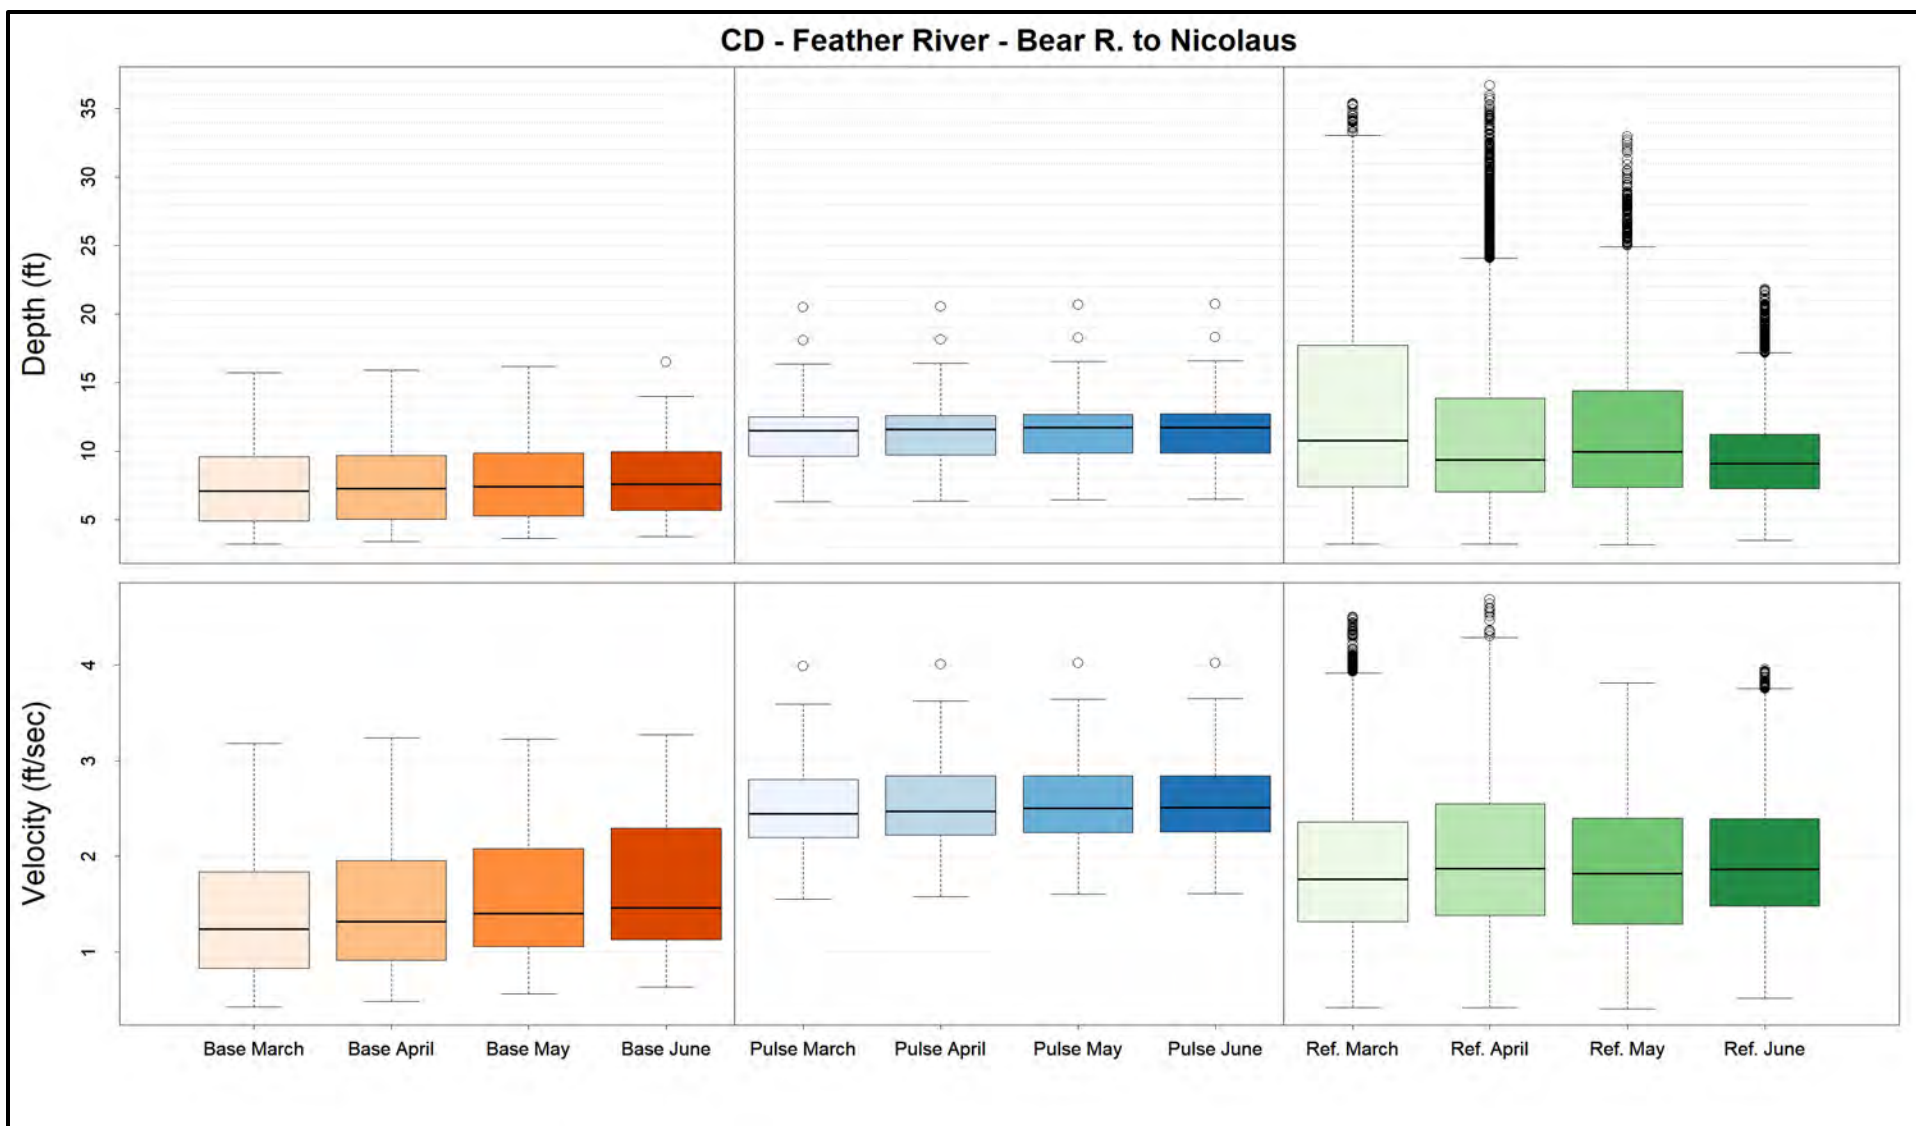 CD - Feather River - Bear R. to Nicolaus
Depth (ft)
35
30
25
20
15
10
5
Velocity (ft/sec)
4
3
2
1
Base March Base April Base May Base June Pulse March Pulse April Pulse May Pulse June Ref. March Ref. April Ref. May Ref. June